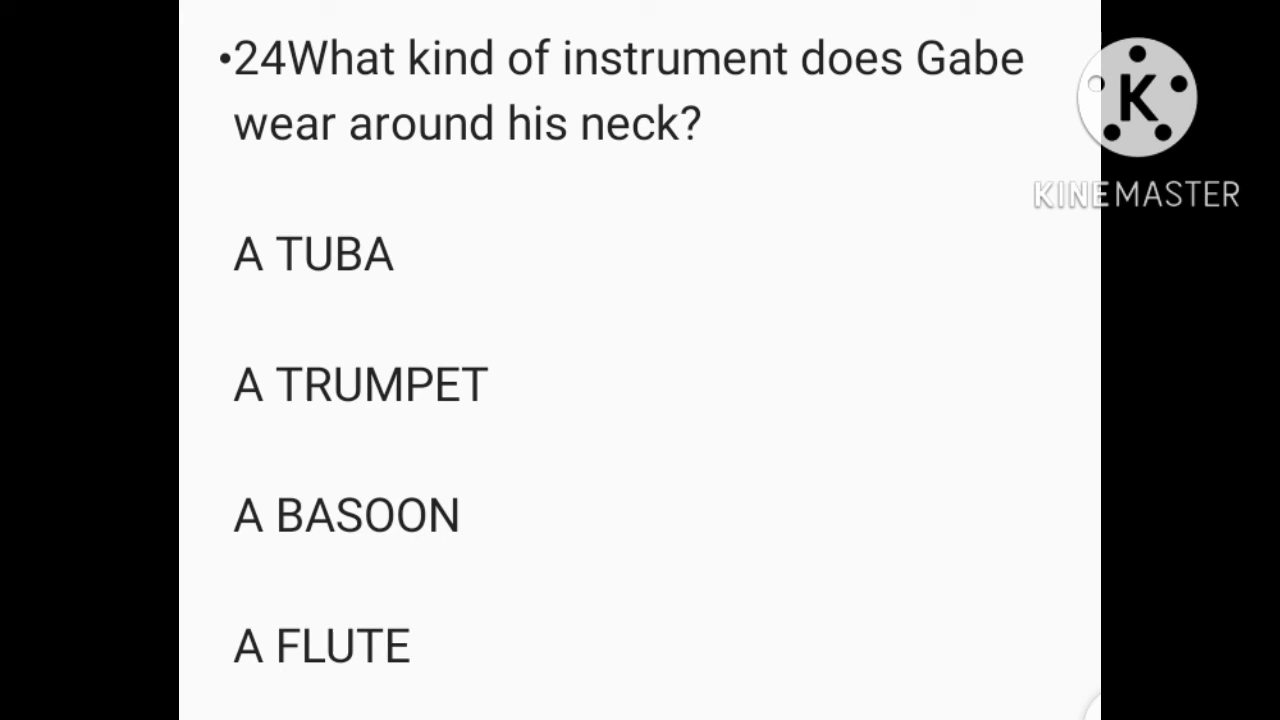 •24What kind of instrument does Gabe
wear around his neck?
A TUBA
A TRUMPET
A BASOON
A FLUTE
K
KINEMASTER